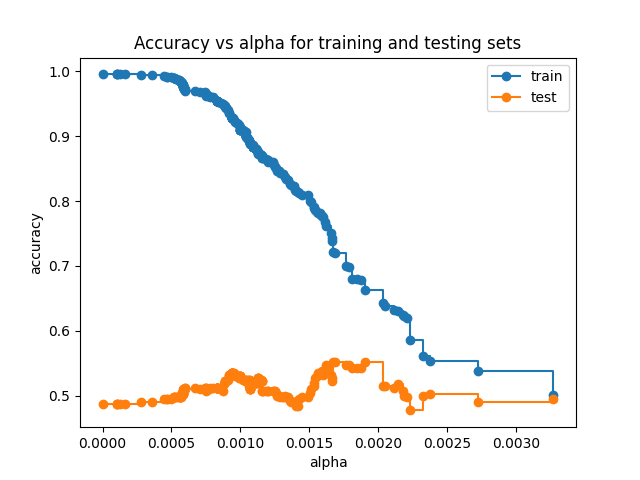 Accuracy vs alpha for training and testing sets
train
test
accuracy
1.0
0.9
0.8
0.7
0.6
0.5
0.0000 0.0005 0.0010 0.0015 0.0020 0.0025 0.0030
alpha